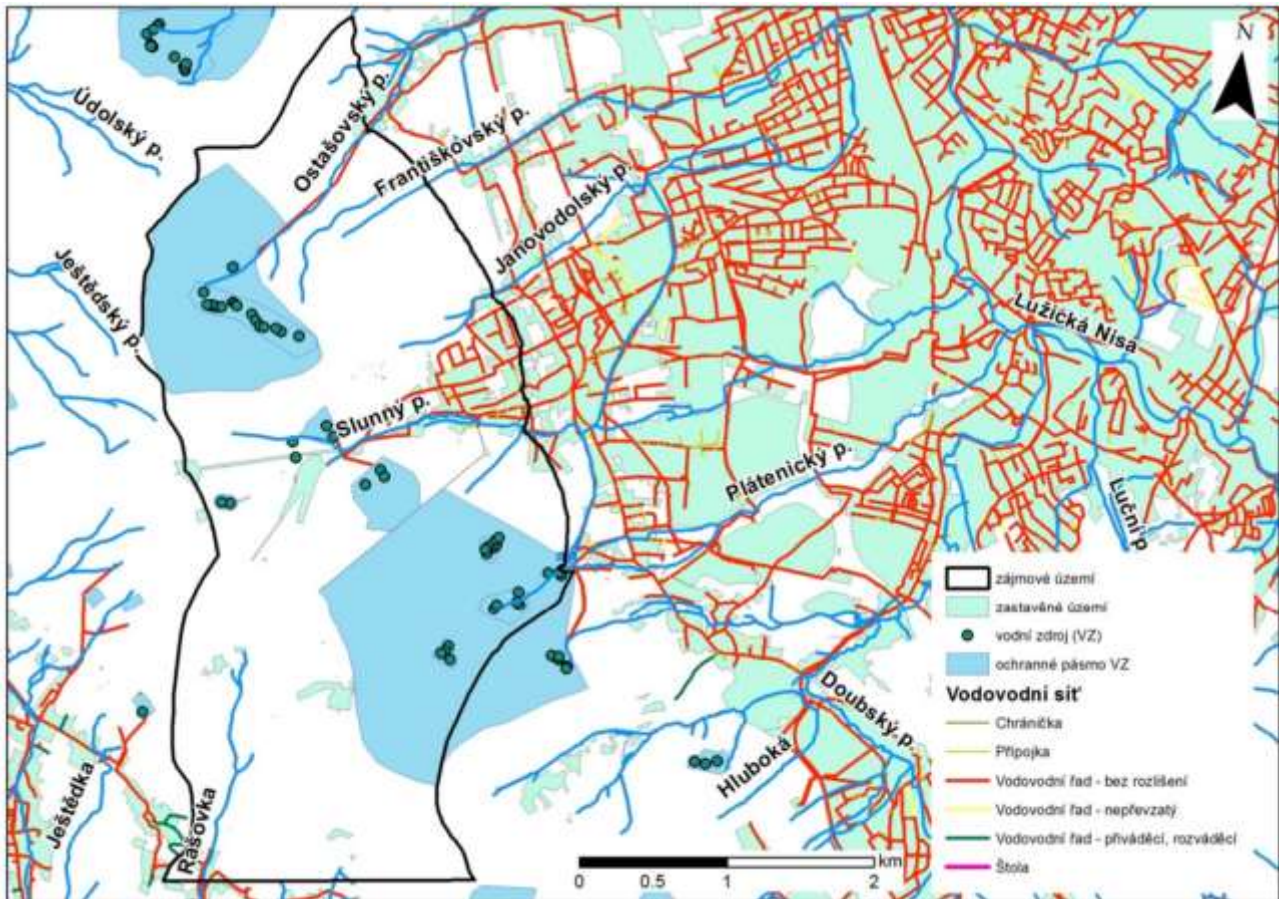 N
Údolský p.
Ostašovský p.
Františkovský p.
Janovodolský p.
Ještědský p.
Lužická Nisa
Slunný p.
Plátenický p.
Luční p.
Doubský p.
Hluboká
Ještědka
Rašovka
zájmové území
zastavěné území
vodní zdroj (VZ)
ochranné pásmo VZ
Vodovodní síť
Chránička
Přípojka
Vodovodní řad - bez rozlišení
Vodovodní řad - nepřevzatý
Vodovodní řad - přiváděcí, rozváděcí
Štola
km
0 0.5 1 2